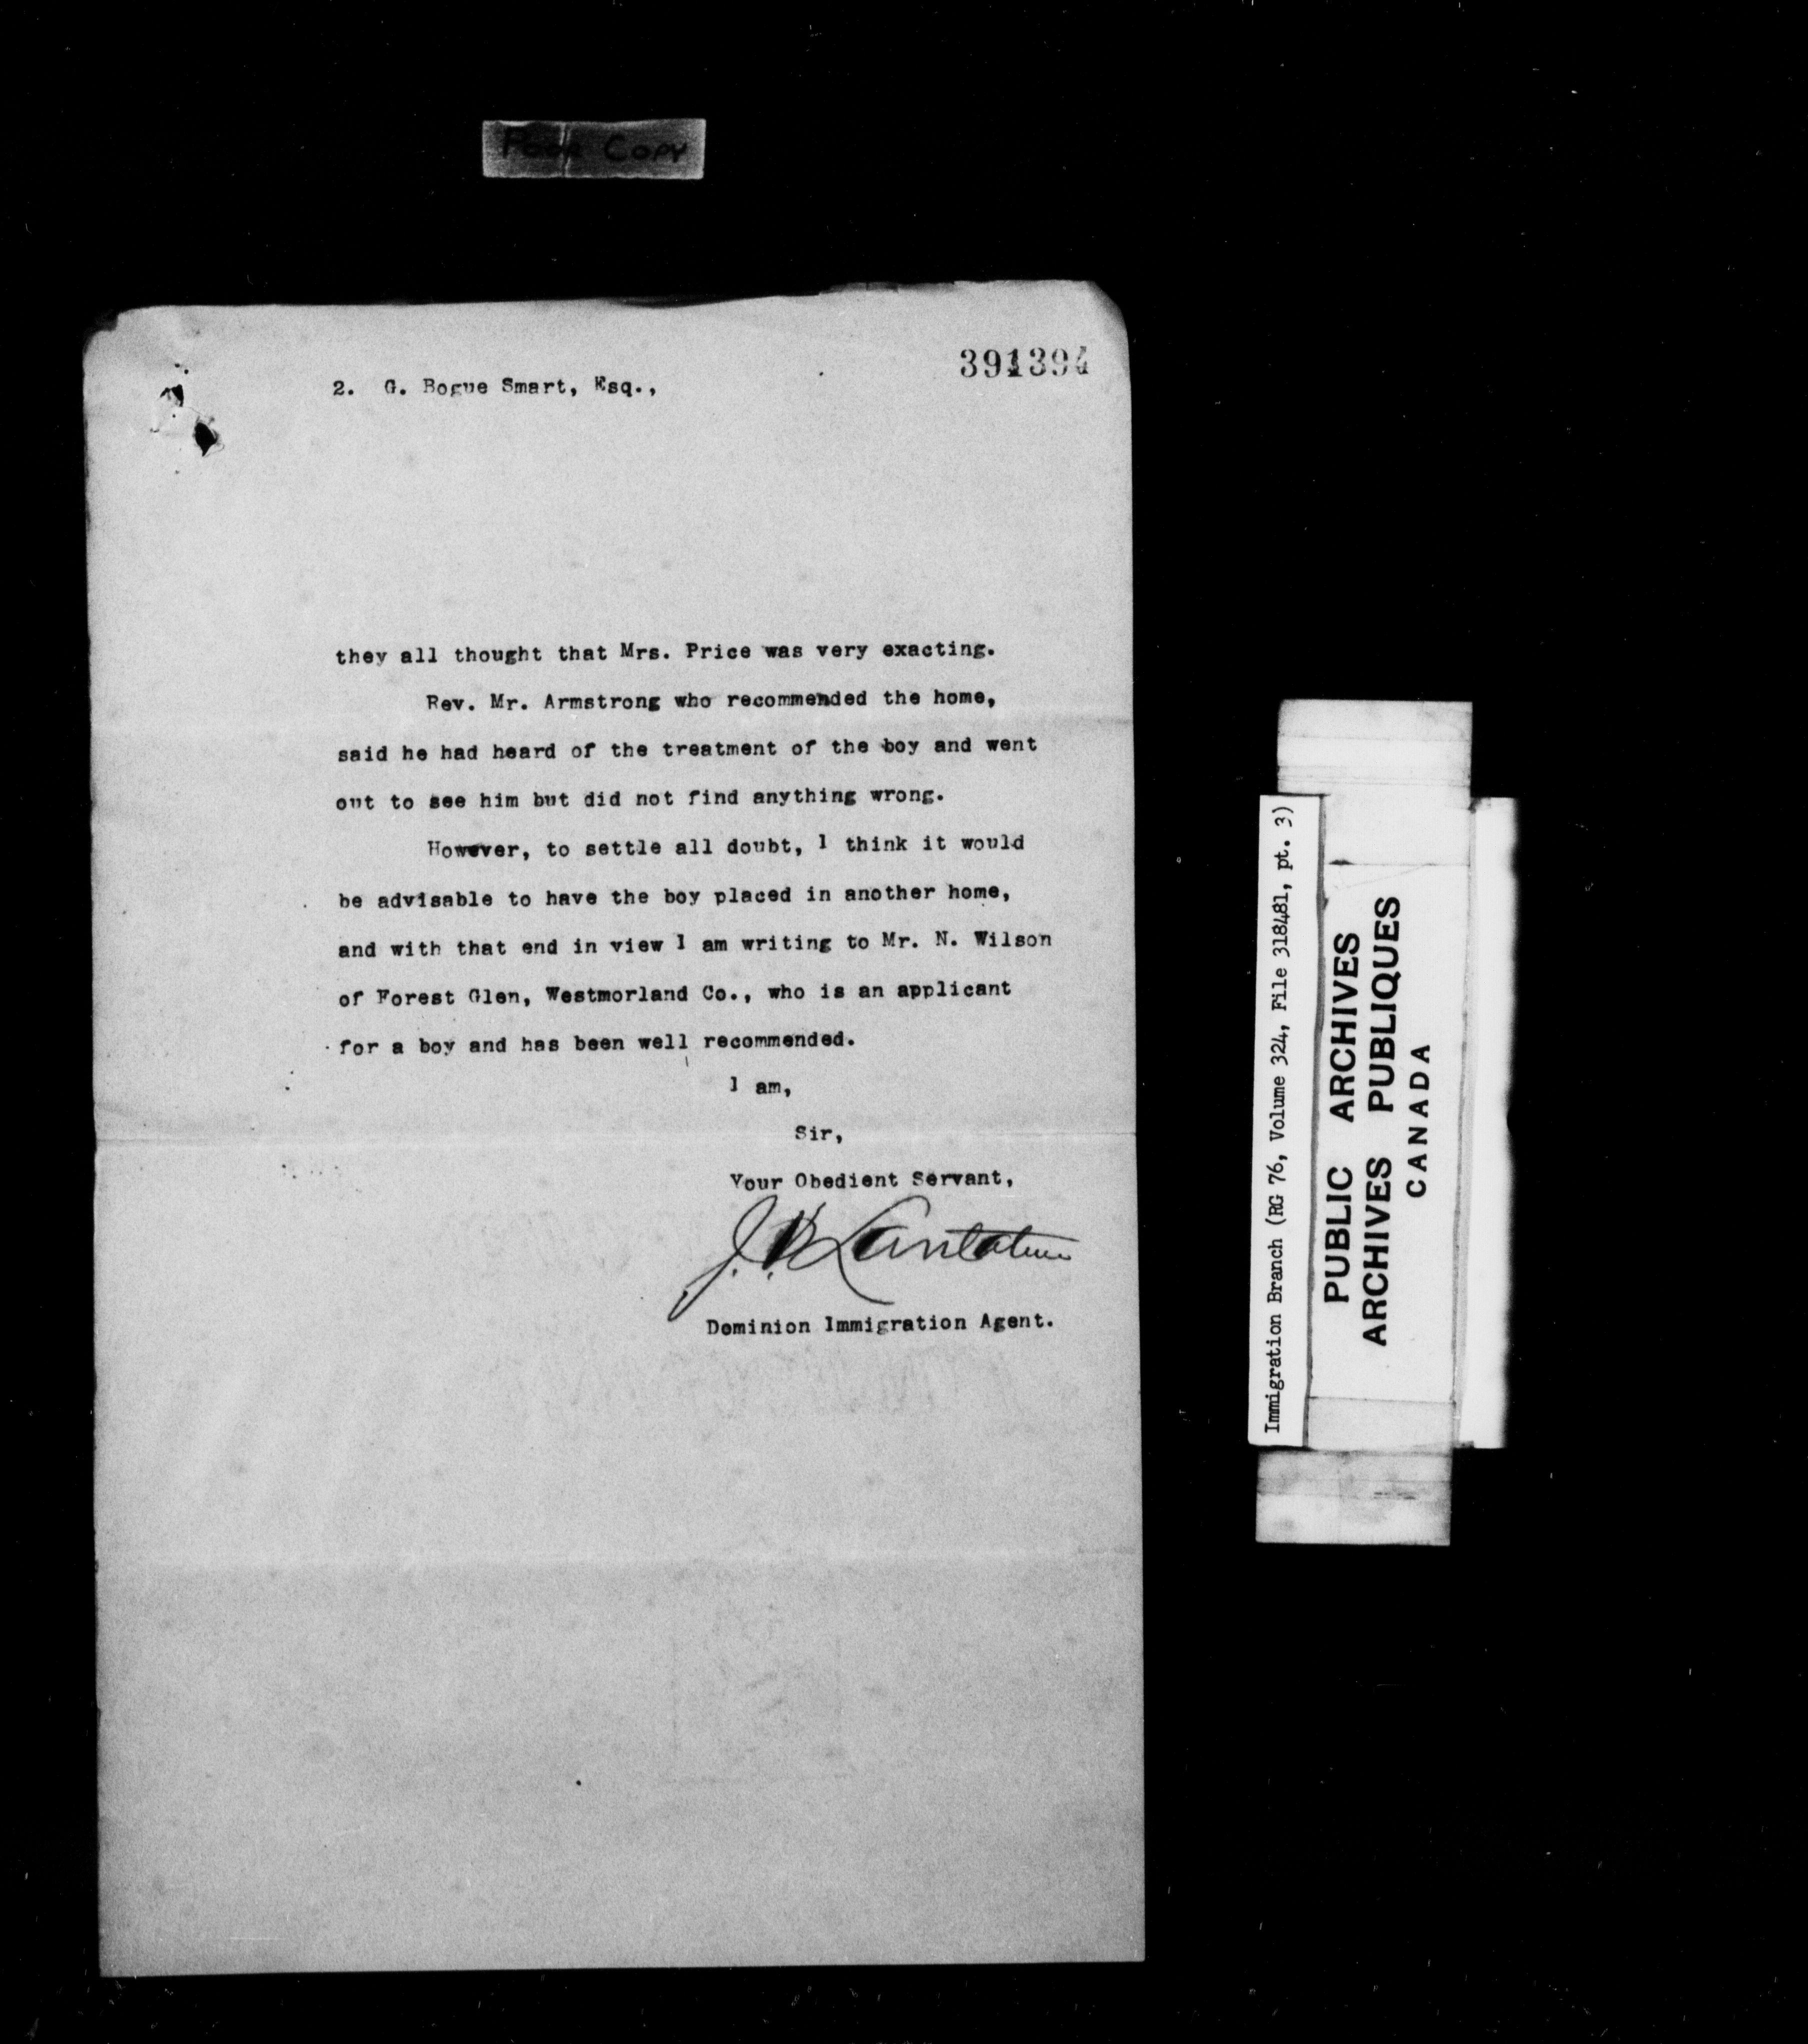 Poor Copy
391394
2. G. Bogue Smart, Esq.,
they all thought that Mrs. Price was very exacting.
Rev. Mr. Armstrong who recommended the home,
said he had heard of the treatment of the boy and went
out to see him but did not find anything wrong.
However, to settle all doubt, I think it would
be advisable to have the boy placed in another home,
and with that end in view I am writing to Mr. N. Wilson
of Forest Glen, Westmorland Co., who is an applicant
for a boy and has been well recommended.
I am,
Sir,
Your Obedient Servant,
J. V. Lantalum
Dominion Immigration Agent.
Immigration Branch (RG 76, Volume 324, File 318481, pt. 3)
PUBLIC ARCHIVES
ARCHIVES PUBLIQUES
CANADA